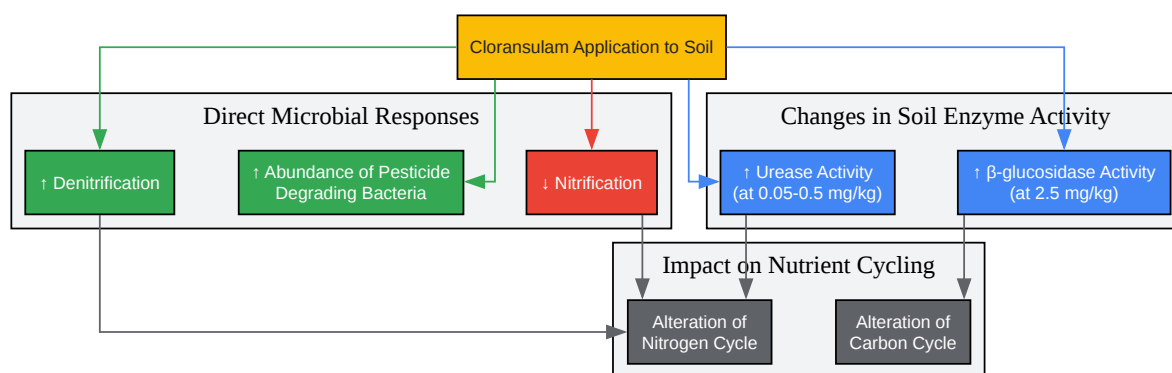 Cloransulam Application to Soil
Direct Microbial Responses
Changes in Soil Enzyme Activity
↑ Denitrification
↑ Abundance of Pesticide
Degrading Bacteria
↓ Nitrification
↑ Urease Activity
(at 0.05-0.5 mg/kg)
↑ β-glucosidase Activity
(at 2.5 mg/kg)
Impact on Nutrient Cycling
Alteration of
Nitrogen Cycle
Alteration of
Carbon Cycle